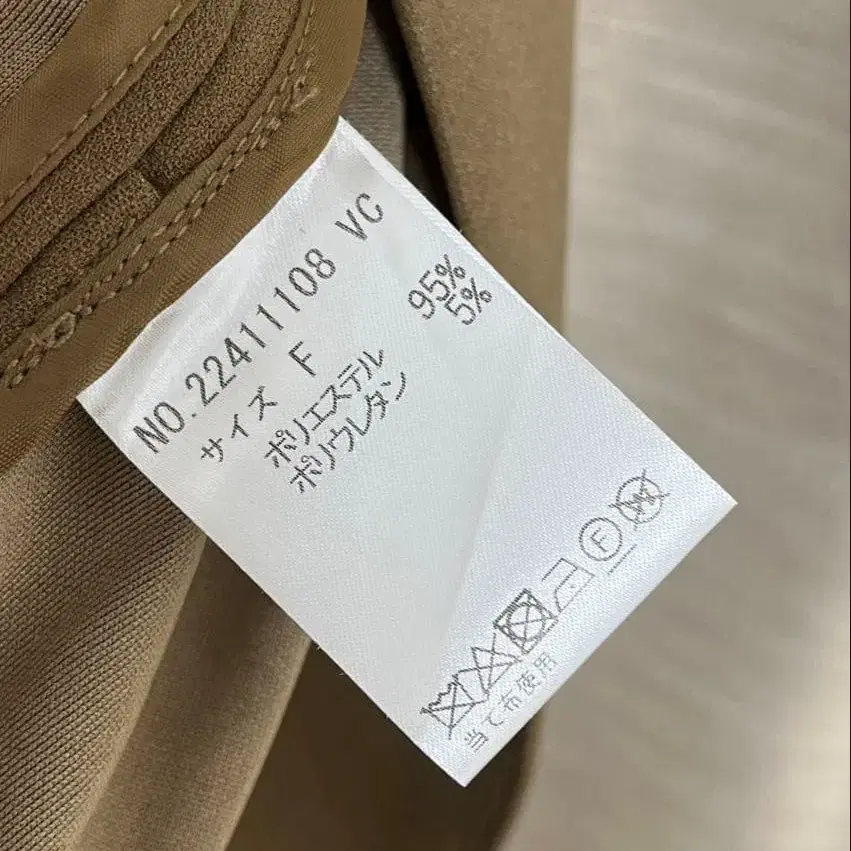 NO.22411108 VC
サイズ F
ポリエステル 95%
ポリウレタン 5%
F
W
当て布使用